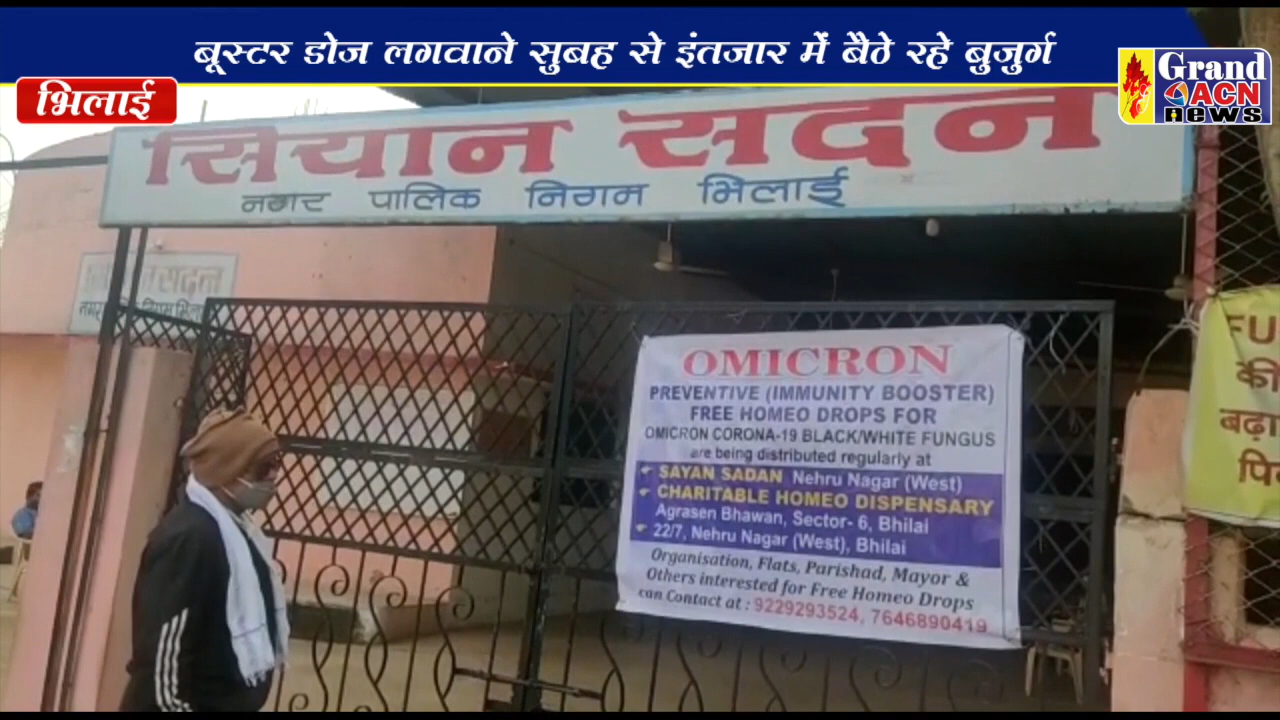 बूस्टर डोज लगवाने सुबह से इंतजार में बैठे रहे बुजुर्ग
भिलाई
Grand
ACN
news
सियान सदन
नगर पालिक निगम भिलाई
सदन
नगर
OMICRON
PREVENTIVE (IMMUNITY BOOSTER)
FREE HOMEO DROPS FOR
OMICRON CORONA-19 BLACK/WHITE FUNGUS
are being distributed regularly at
SAYAN SADAN Nehru Nagar (West)
CHARITABLE HOMEO DISPENSARY
Agrasen Bhawan, Sector- 6, Bhilai
22/7, Nehru Nagar (West), Bhilai
Organisation, Flats, Parishad, Mayor &
Others interested for Free Homeo Drops
can Contact at : 9229293524, 7646890419
FU
की
बढ़ा